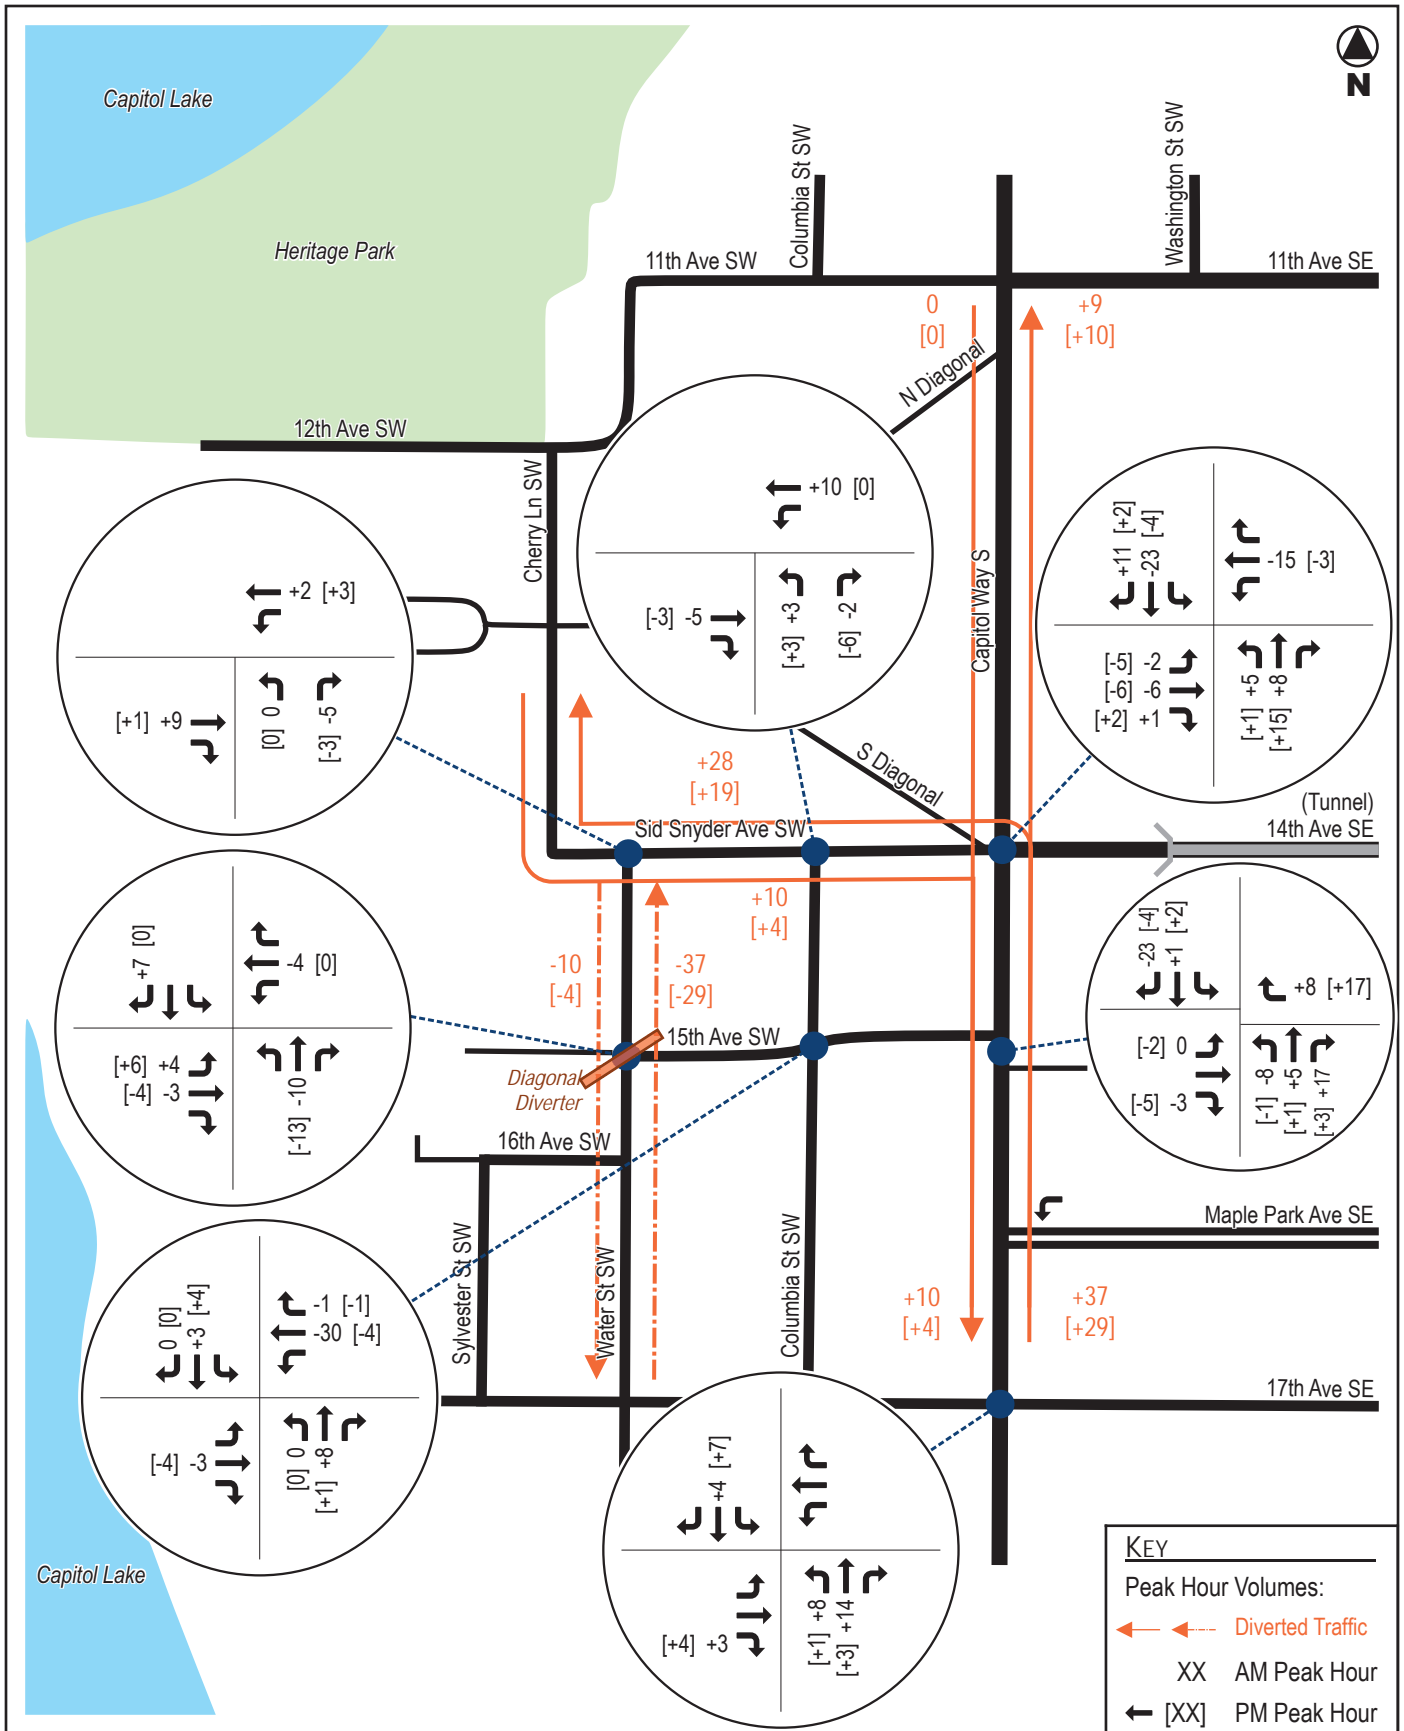 Capitol Lake
N
Columbia St SW
Washington St SW
Heritage Park
11th Ave SW
11th Ave SE
0
[0]
+9
[+10]
N Diagonal
12th Ave SW
Cherry Ln SW
Capitol Way S
+10 [0]
[-3] -5
[+3] +3
[-6] -2
+11 [+2]
-23 [-4]
-15 [-3]
[-5] -2
[-6] -6
[+2] +1
[+1] +5
[+15] +8
+2 [+3]
[+1] +9
[0] 0
[-3] -5
+28
[+19]
S Diagonal
(Tunnel)
14th Ave SE
Sid Snyder Ave SW
+10
[+4]
-10
[-4]
-37
[-29]
+7 [0]
-4 [0]
[+6] +4
[-4] -3
[-13] -10
-23 [-4]
+1 [+2]
+8 [+17]
[-2] 0
[-5] -3
[-1] -8
[+1] +5
[+3] +17
15th Ave SW
Diagonal
Diverter
16th Ave SW
Sylvester St SW
Water St SW
Columbia St SW
Maple Park Ave SE
+10
[+4]
+37
[+29]
0 [0]
+3 [+4]
-1 [-1]
-30 [-4]
[-4] -3
[0] 0
[+1] +8
17th Ave SE
+4 [+7]
[+4] +3
[+1] +8
[+3] +14
Capitol Lake
KEY
Peak Hour Volumes:
Diverted Traffic
XX AM Peak Hour
[XX] PM Peak Hour